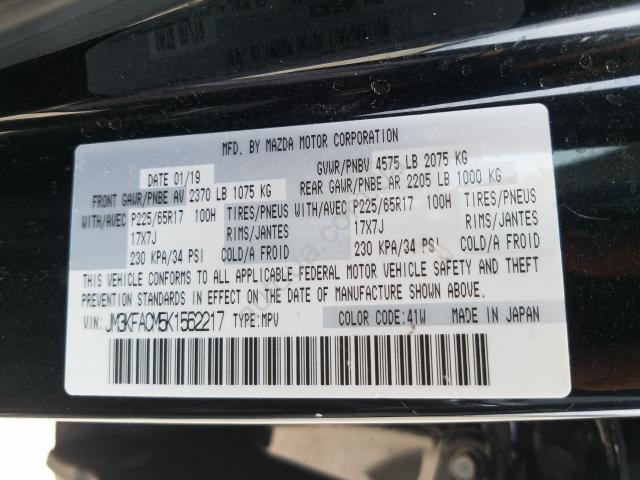 MFD. BY MAZDA MOTOR CORPORATION
DATE 01/19 GVWR/PNBV 4575 LB 2075 KG
FRONT GAWR/PNBE AV 2370 LB 1075 KG REAR GAWR/PNBE AR 2205 LB 1000 KG
WITH/AVEC P225/65R17 100H TIRES/PNEUS WITH/AVEC P225/65R17 100H TIRES/PNEUS
17X7J RIMS/JANTES 17X7J RIMS/JANTES
230 KPA/34 PSI COLD/A FROID 230 KPA/34 PSI COLD/A FROID
THIS VEHICLE CONFORMS TO ALL APPLICABLE FEDERAL MOTOR VEHICLE SAFETY AND THEFT
PREVENTION STANDARDS IN EFFECT ON THE DATE OF MANUFACTURE SHOWN ABOVE.
VIN: JM3KFACM5K1562217 TYPE: MPV COLOR CODE: 41W MADE IN JAPAN